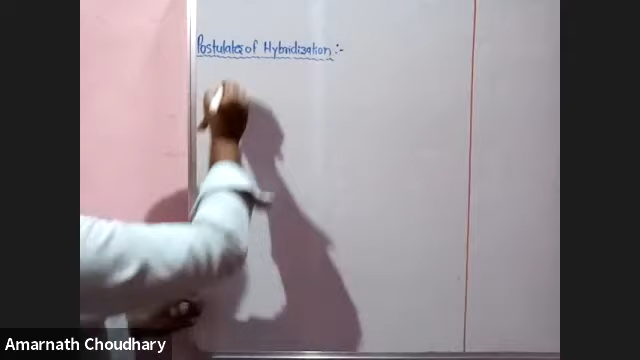 Postulates of Hybridization :-
Amarnath Choudhary